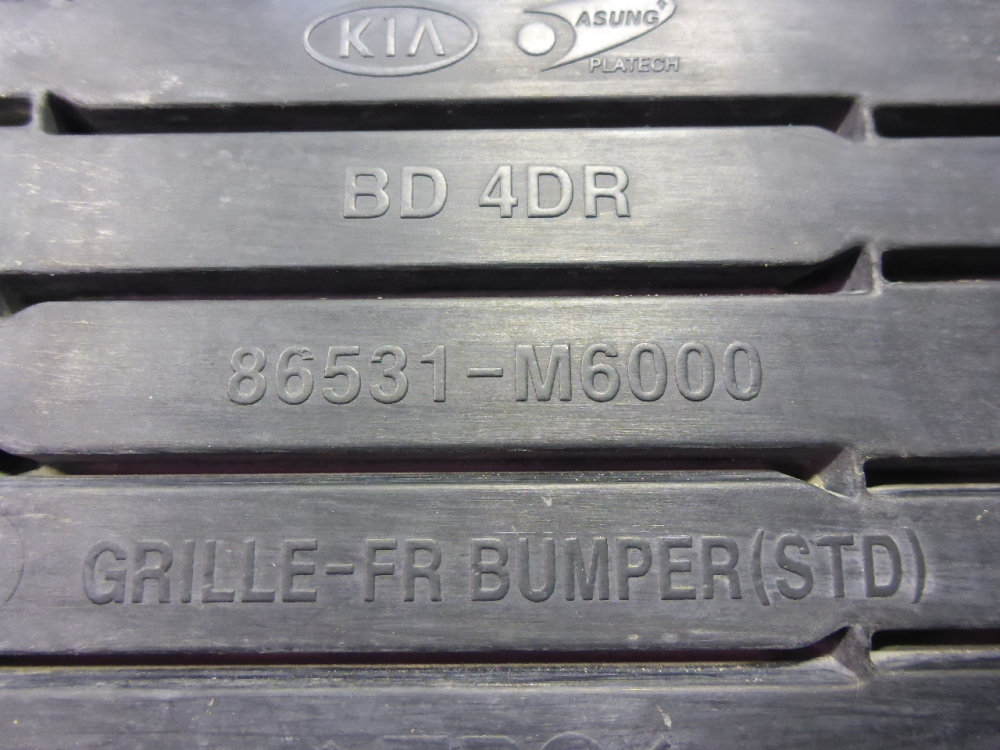 KIA ASUNG
PLATECH
BD 4DR
86531-M6000
GRILLE-FR BUMPER(STD)